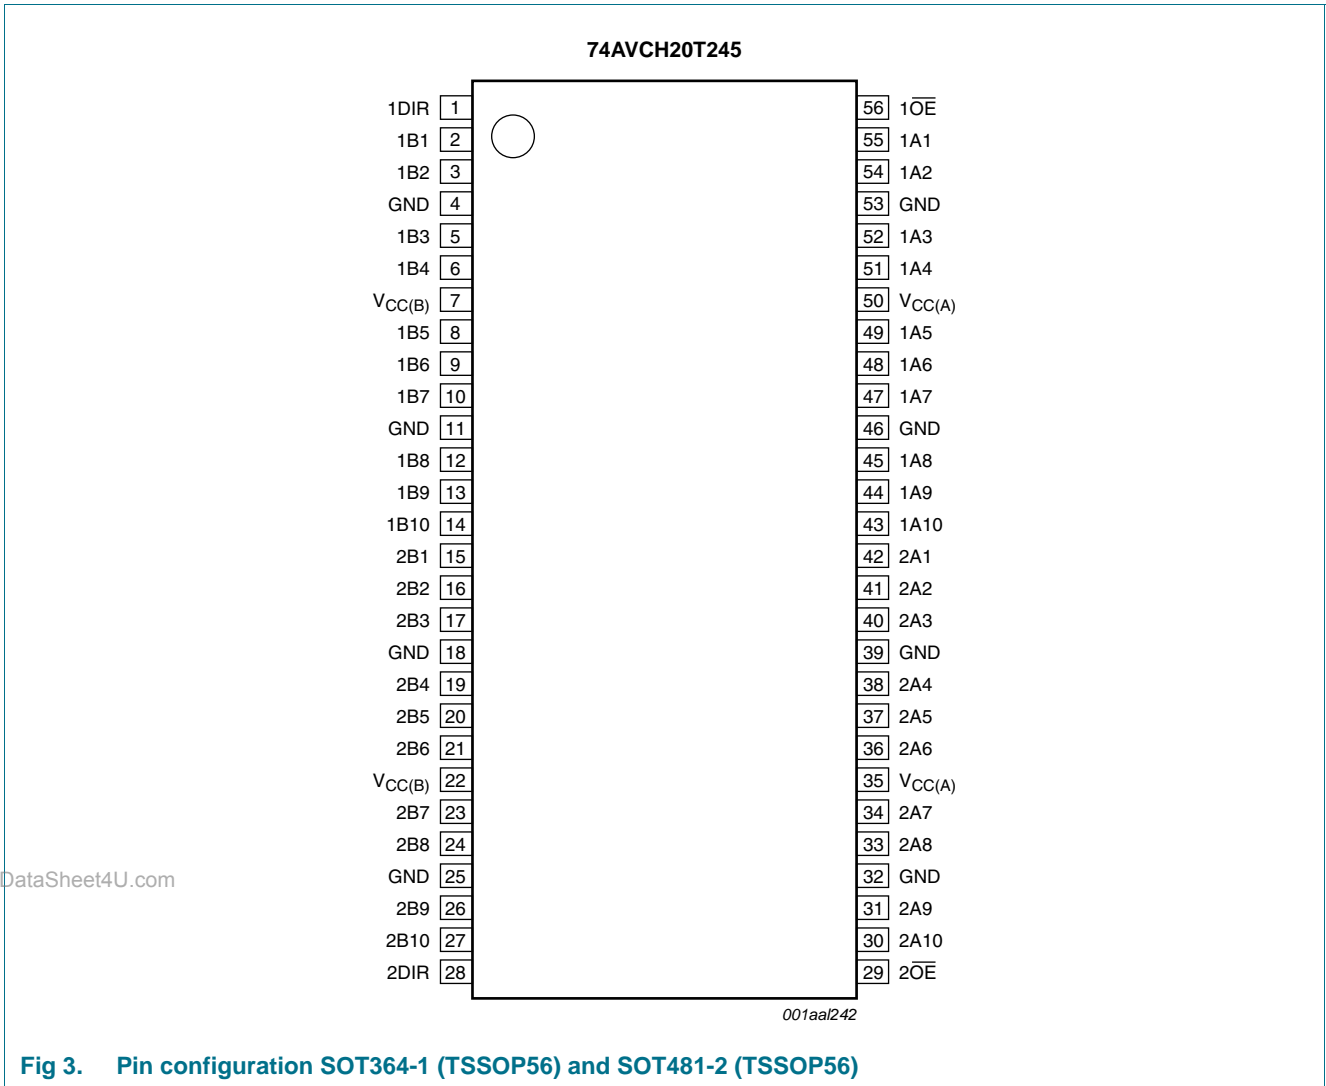 74AVCH20T245
1DIR 1 56 1OE
1B1 2 55 1A1
1B2 3 54 1A2
GND 4 53 GND
1B3 5 52 1A3
1B4 6 51 1A4
VCC(B) 7 50 VCC(A)
1B5 8 49 1A5
1B6 9 48 1A6
1B7 10 47 1A7
GND 11 46 GND
1B8 12 45 1A8
1B9 13 44 1A9
1B10 14 43 1A10
2B1 15 42 2A1
2B2 16 41 2A2
2B3 17 40 2A3
GND 18 39 GND
2B4 19 38 2A4
2B5 20 37 2A5
2B6 21 36 2A6
VCC(B) 22 35 VCC(A)
2B7 23 34 2A7
2B8 24 33 2A8
DataSheet4U.com
GND 25 32 GND
2B9 26 31 2A9
2B10 27 30 2A10
2DIR 28 29 2OE
001aal242
Fig 3. Pin configuration SOT364-1 (TSSOP56) and SOT481-2 (TSSOP56)